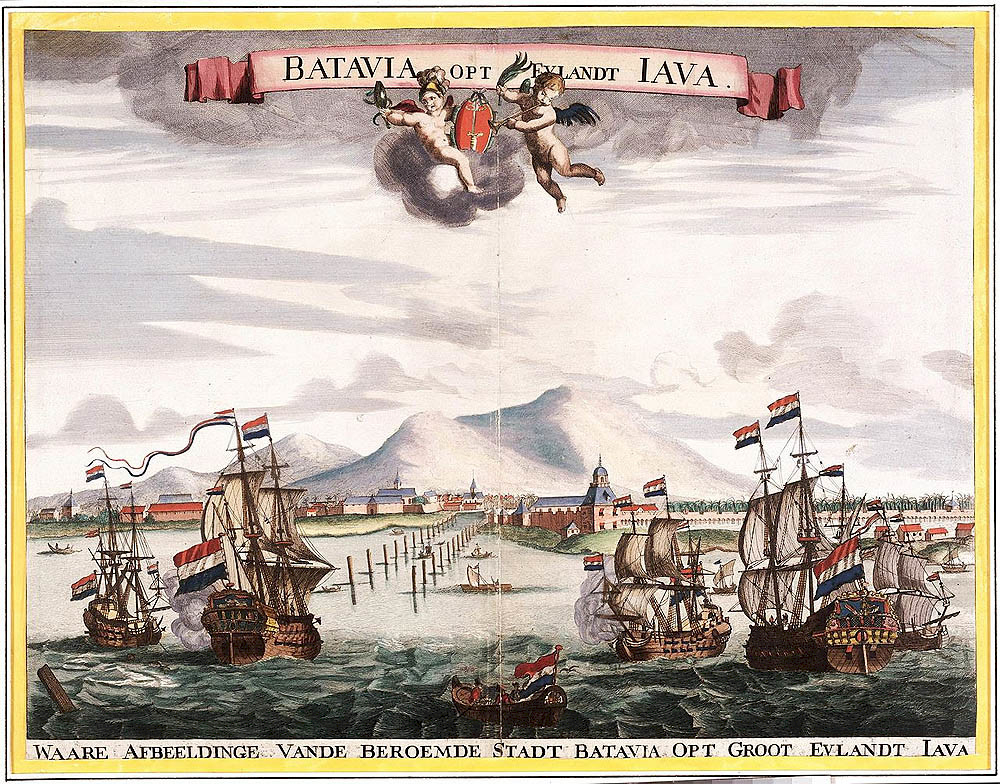 BATAVIA OPT EYLANDT IAVA.
WAARE AFBEELDINGE VANDE BEROEMDE STADT BATAVIA OPT GROOT EYLANDT IAVA